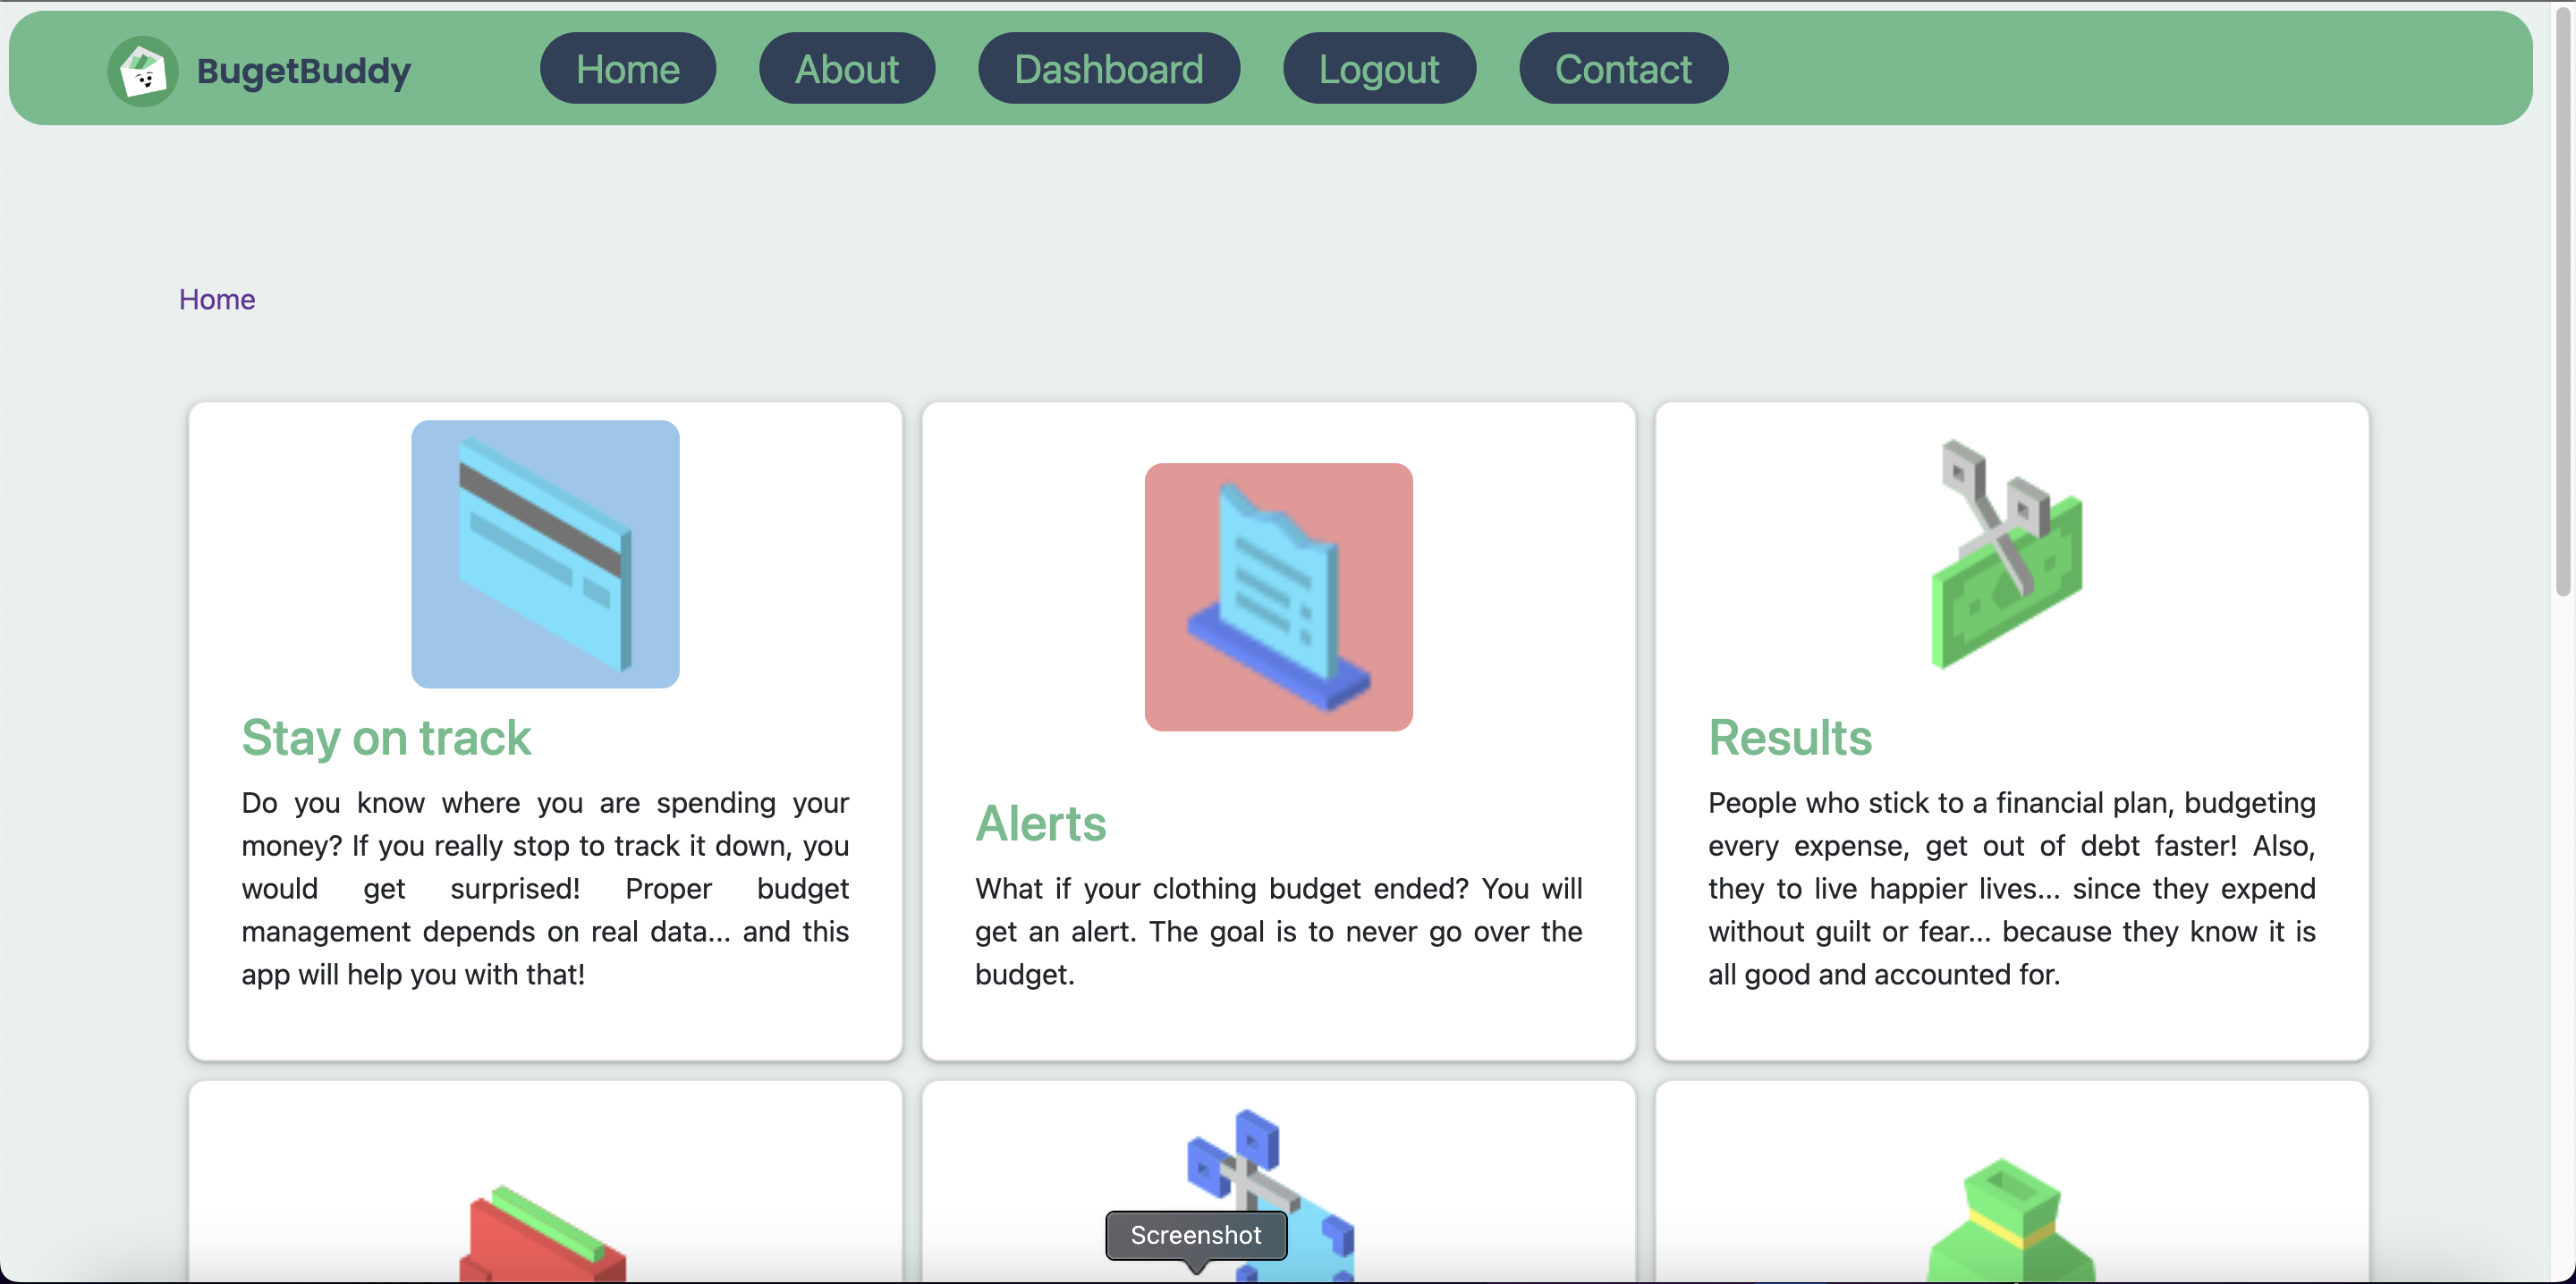 BugetBuddy
Home
About
Dashboard
Logout
Contact
Home
Stay on track
Do you know where you are spending your
money? If you really stop to track it down, you
would get surprised! Proper budget
management depends on real data... and this
app will help you with that!
Alerts
What if your clothing budget ended? You will
get an alert. The goal is to never go over the
budget.
Results
People who stick to a financial plan, budgeting
every expense, get out of debt faster! Also,
they to live happier lives... since they expend
without guilt or fear... because they know it is
all good and accounted for.
Screenshot